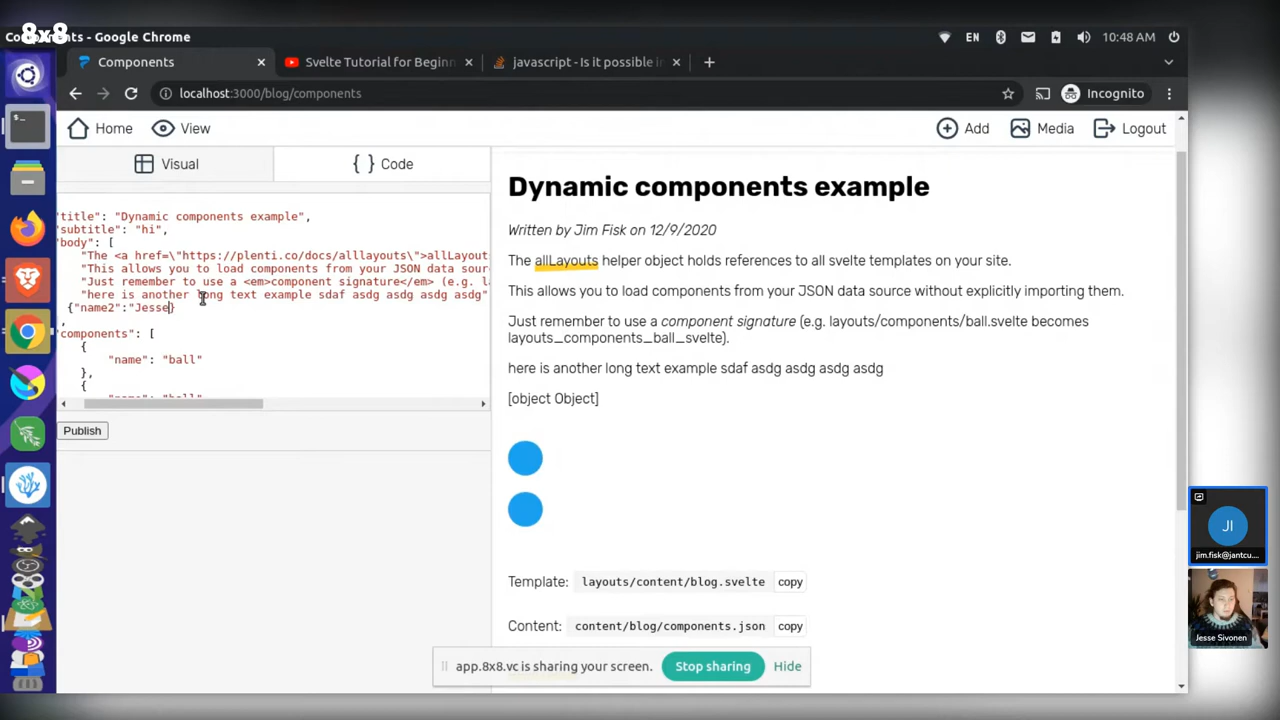 8x8
Components - Google Chrome
EN
10:48 AM
Components
Svelte Tutorial for Beginn
javascript - Is it possible i
localhost:3000/blog/components
Incognito
Home
View
Add
Media
Logout
Visual
{ } Code
"title": "Dynamic components example",
"subtitle": "hi",
"body": [
"The <a href=\"https://plenti.co/docs/alllayouts\">allLayout
"This allows you to load components from your JSON data sour
"Just remember to use a <em>component signature</em> (e.g. l
"here is another long text example sdaf asdg asdg asdg asdg"
{"name2":"Jesse}
,
"components": [
{
"name": "ball"
},
{
"name": "ball"
Publish
Dynamic components example
Written by Jim Fisk on 12/9/2020
The allLayouts helper object holds references to all svelte templates on your site.
This allows you to load components from your JSON data source without explicitly importing them.
Just remember to use a component signature (e.g. layouts/components/ball.svelte becomes
layouts_components_ball_svelte).
here is another long text example sdaf asdg asdg asdg asdg
[object Object]
Template: layouts/content/blog.svelte copy
Content: content/blog/components.json copy
app.8x8.vc is sharing your screen. Stop sharing Hide
JI
jim.fisk@jantcu....
Jesse Sivonen